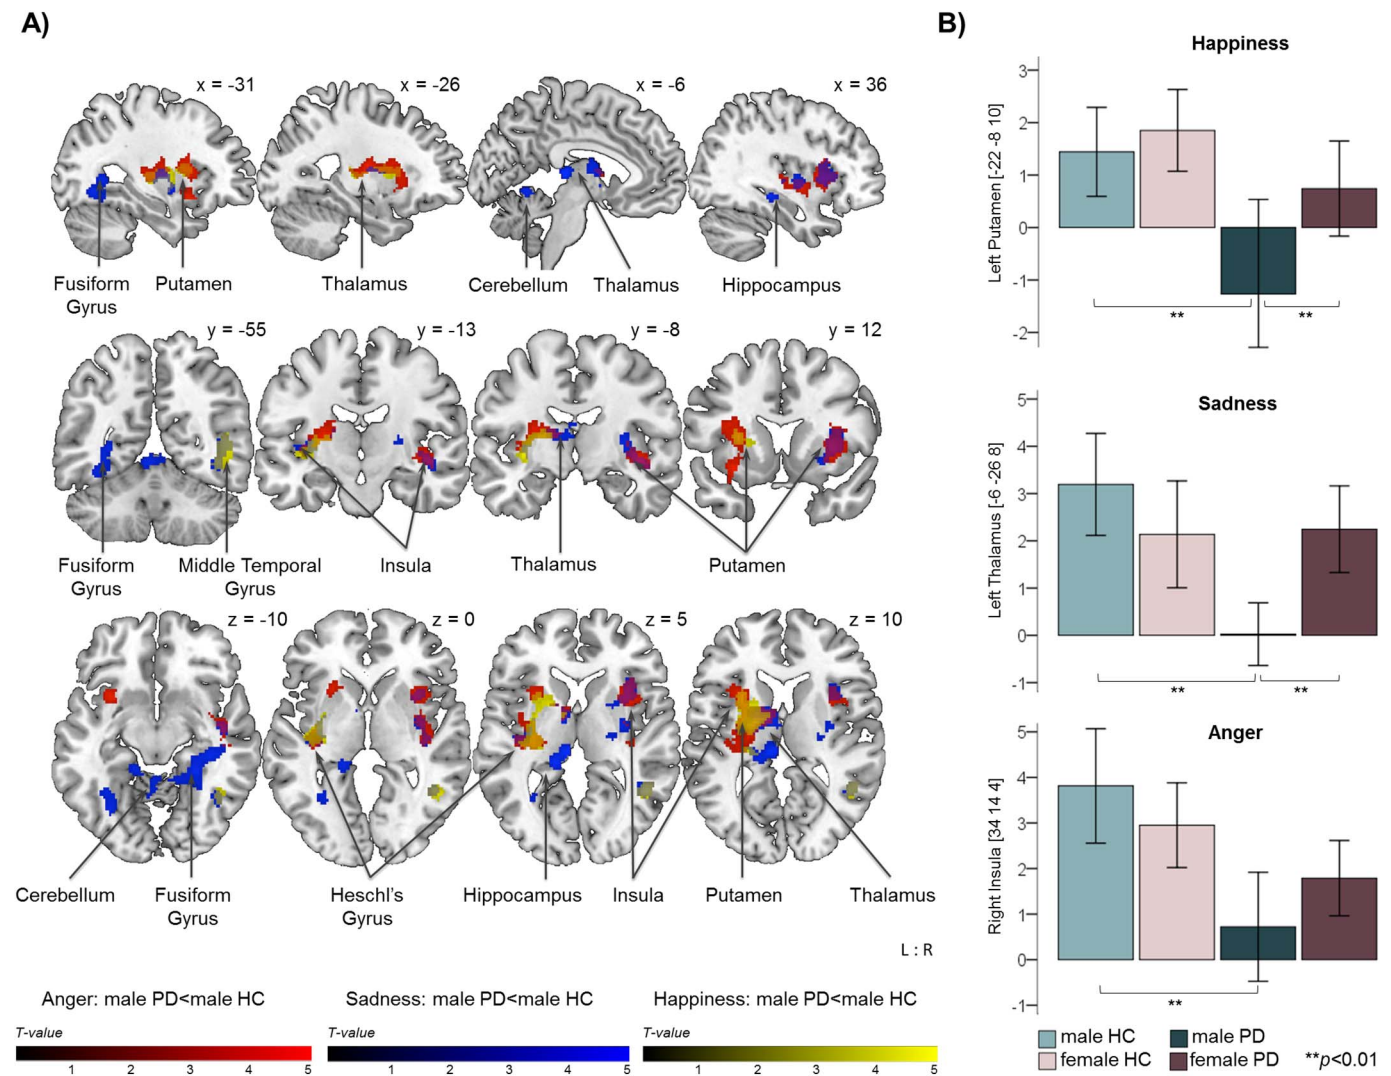 A)
x = -31
x = -26
x = -6
x = 36
Fusiform
Gyrus
Putamen
Thalamus
Cerebellum
Thalamus
Hippocampus
y = -55
y = -13
y = -8
y = 12
Fusiform
Gyrus
Middle Temporal
Gyrus
Insula
Thalamus
Putamen
z = -10
z = 0
z = 5
z = 10
Cerebellum
Fusiform
Gyrus
Heschl's
Gyrus
Hippocampus
Insula
Putamen
Thalamus
L : R
Anger: male PD<male HC
T-value
1 2 3 4 5
Sadness: male PD<male HC
T-value
1 2 3 4 5
Happiness: male PD<male HC
T-value
1 2 3 4 5
B)
Happiness
Left Putamen [-22 -8 10]
3
2
1
0
-1
-2
**
**
Sadness
Left Thalamus [-6 -26 8]
5
4
3
2
1
0
-1
**
**
Anger
Right Insula [34 14 4]
5
4
3
2
1
0
-1
**
male HC
male PD
female HC
female PD
**p<0.01